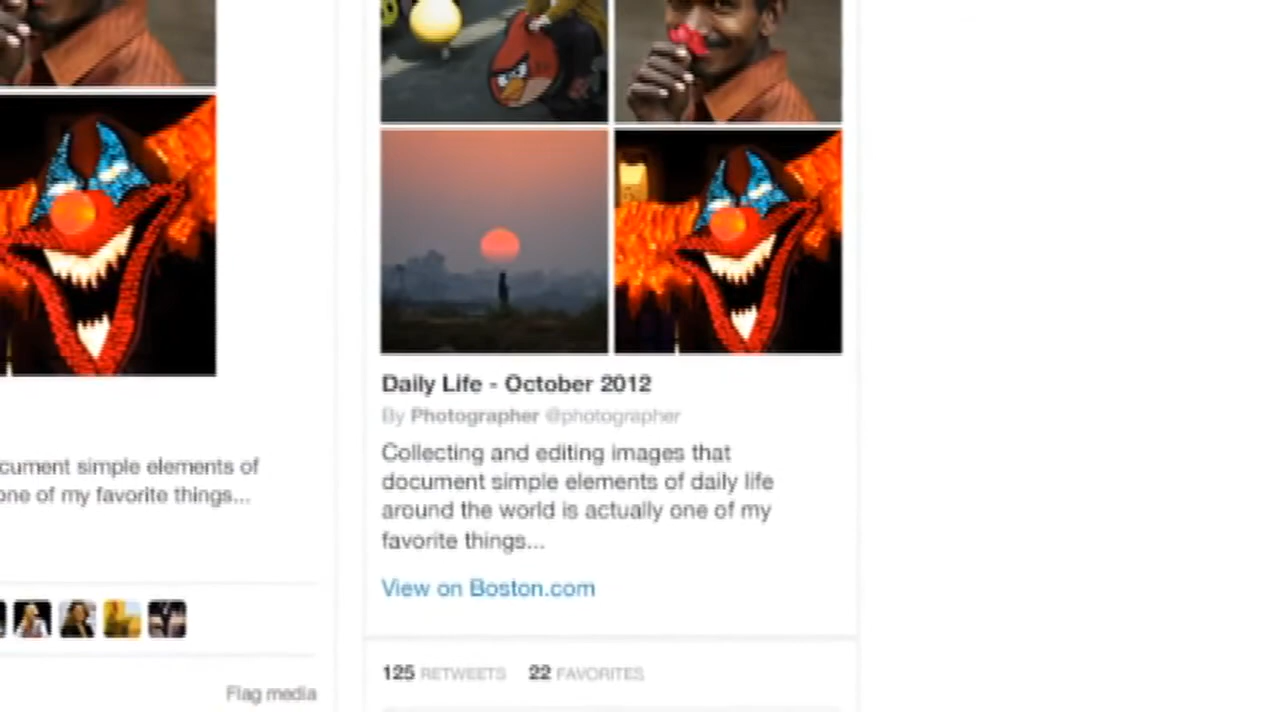 cument simple elements of
one of my favorite things...
Flag media
Daily Life - October 2012
By Photographer @photographer
Collecting and editing images that
document simple elements of daily life
around the world is actually one of my
favorite things...
View on Boston.com
125 RETWEETS 22 FAVORITES